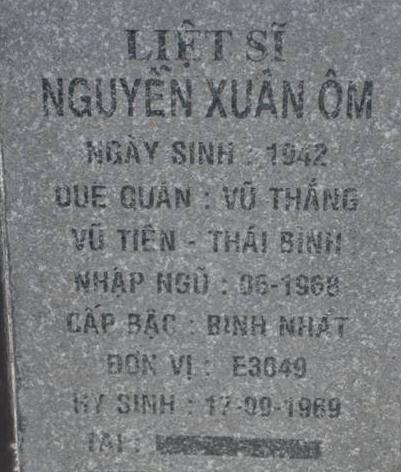 LIỆT SĨ
NGUYỄN XUÂN ÔM
NGÀY SINH : 1942
QUÊ QUÁN : VŨ THẮNG
VŨ TIÊN - THÁI BÌNH
NHẬP NGŨ : 06-1968
CẤP BẬC : BINH NHẤT
ĐƠN VỊ : E3649
HY SINH : 17-09-1969
TẠI :